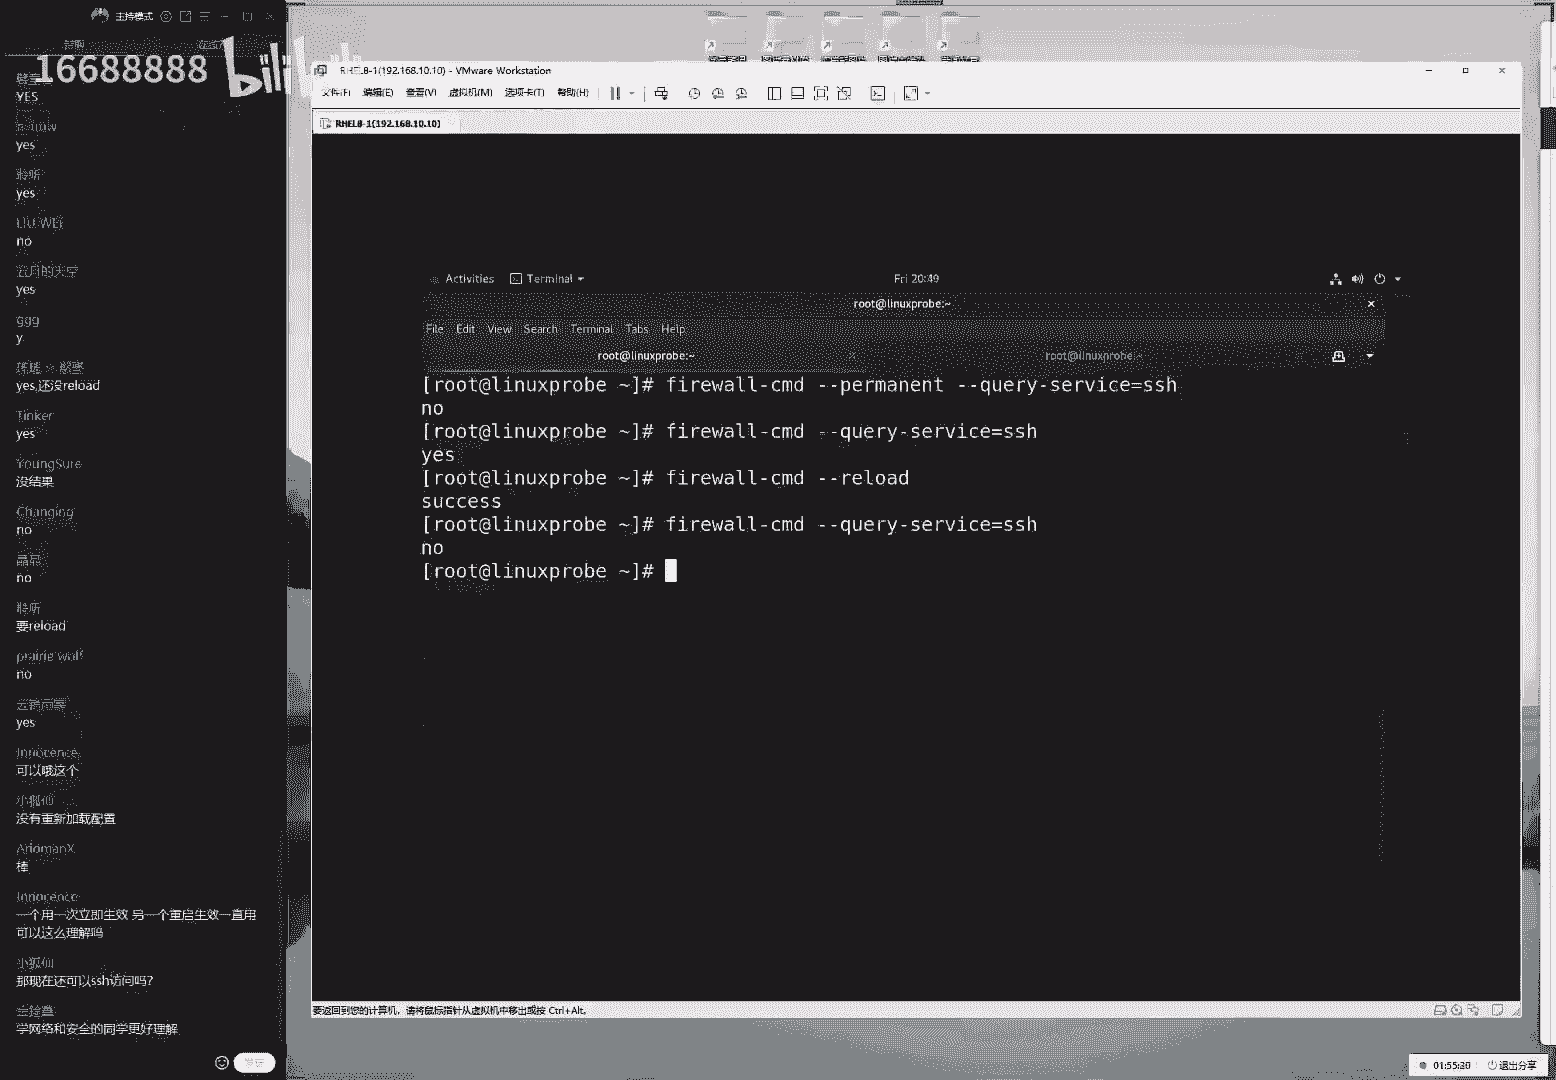 主持模式
16688888
YES
yes
聆听
yes
LIU WEI
no
五月的天空
yes
ggg
y
yes,还没reload
Tinker
yes
YoungSure
没结果
Changing
no
no
聆听
要reload
prairie wolf
no
yes
Innocence
可以哦这个
小狐仙
没有重新加载配置
AriomanX
棒
Innocence
一个用一次立即生效 另一个重启生效一直用
可以这么理解吗
小狐仙
那现在还可以ssh访问吗?
学网络和安全的同学更好理解
RHEL8-1(192.168.10.10) - VMware Workstation
文件(F) 编辑(E) 查看(V) 虚拟机(M) 选项卡(T) 帮助(H)
RHEL8-1(192.168.10.10)
Activities Terminal Fri 20:49
root@linuxprobe:~
File Edit View Search Terminal Tabs Help
root@linuxprobe:~ root@linuxprobe:~
[root@linuxprobe ~]# firewall-cmd --permanent --query-service=ssh
no
[root@linuxprobe ~]# firewall-cmd --query-service=ssh
yes
[root@linuxprobe ~]# firewall-cmd --reload
success
[root@linuxprobe ~]# firewall-cmd --query-service=ssh
no
[root@linuxprobe ~]#
要返回到您的计算机，请将鼠标指针从虚拟机中移出或按 Ctrl+Alt。
01:55:20 退出分享